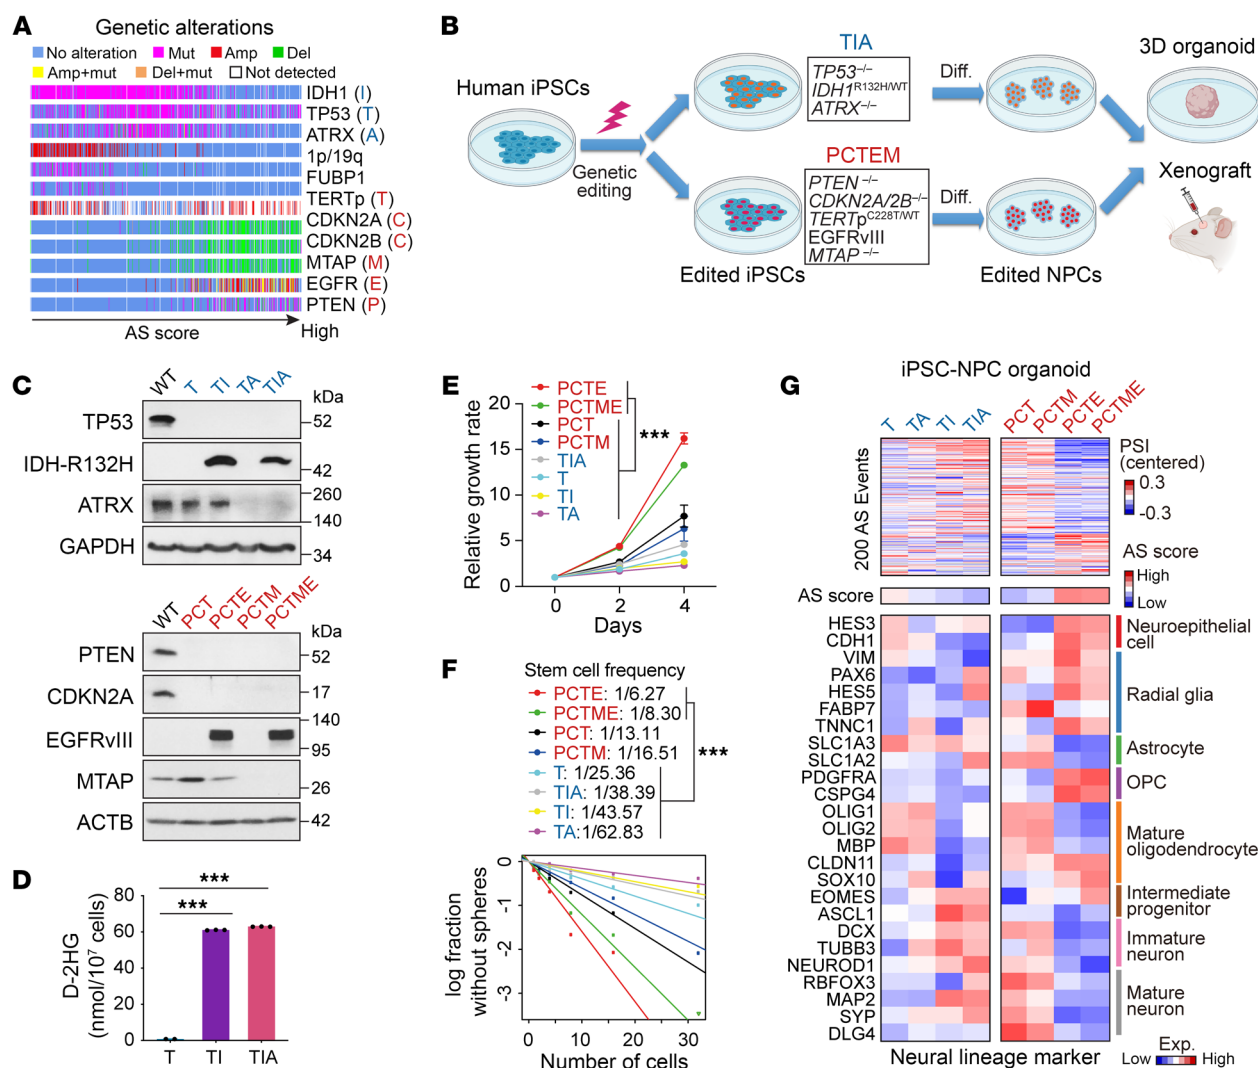 A
Genetic alterations
No alteration Mut Amp Del
Amp+mut Del+mut Not detected
IDH1 (I)
TP53 (T)
ATRX (A)
1p/19q
FUBP1
TERTp (T)
CDKN2A (C)
CDKN2B (C)
MTAP (M)
EGFR (E)
PTEN (P)
AS score High
B
Human iPSCs
Genetic
editing
TIA
TP53–/–
IDH1R132H/WT
ATRX–/–
PCTEM
PTEN –/–
CDKN2A/2B–/–
TERTpC228T/WT
EGFRvIII
MTAP –/–
Edited iPSCs
Diff.
Diff.
Edited NPCs
3D organoid
Xenograft
C
WT T TI TA TIA
kDa
TP53 52
IDH-R132H 42
ATRX 260
140
GAPDH 34
WT PCT PCTE PCTM PCTME
kDa
PTEN 52
CDKN2A 17
EGFRvIII 140
95
MTAP 26
ACTB 42
D
D-2HG
(nmol/10⁷ cells)
80
60
40
20
0
***
***
T TI TIA
E
Relative growth rate
20
15
10
5
0
PCTE
PCTME
PCT
PCTM
TIA
T
TI
TA
***
0 2 4
Days
F
Stem cell frequency
PCTE: 1/6.27
PCTME: 1/8.30
PCT: 1/13.11
PCTM: 1/16.51
T: 1/25.36
TIA: 1/38.39
TI: 1/43.57
TA:1/62.83
***
log fraction
without spheres
0
-1
-2
-3
0 10 20 30
Number of cells
G
iPSC-NPC organoid
T TA TI TIA PCT PCTM PCTE PCTME
200 AS Events
PSI
(centered)
0.3
-0.3
AS score
High
Low
AS score
HES3
CDH1
VIM
PAX6
HES5
FABP7
TNNC1
SLC1A3
SLC1A2
PDGFRA
CSPG4
OLIG1
OLIG2
MBP
CLDN11
SOX10
EOMES
ASCL1
DCX
TUBB3
NEUROD1
RBFOX3
MAP2
SYP
DLG4
Neuroepithelial
cell
Radial glia
Astrocyte
OPC
Mature
oligodendrocyte
Intermediate
progenitor
Immature
neuron
Mature
neuron
Neural lineage marker
Exp.
Low High